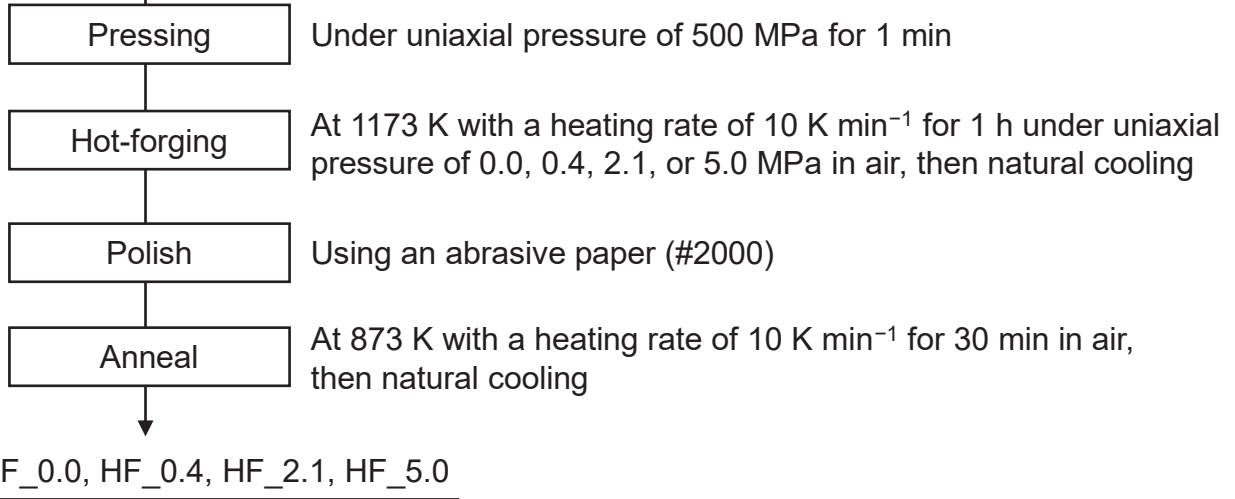 Pressing
Under uniaxial pressure of 500 MPa for 1 min
Hot-forging
At 1173 K with a heating rate of 10 K min⁻¹ for 1 h under uniaxial
pressure of 0.0, 0.4, 2.1, or 5.0 MPa in air, then natural cooling
Polish
Using an abrasive paper (#2000)
Anneal
At 873 K with a heating rate of 10 K min⁻¹ for 30 min in air,
then natural cooling
F_0.0, HF_0.4, HF_2.1, HF_5.0